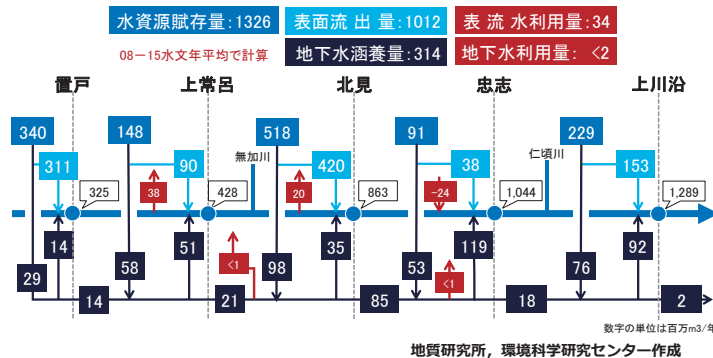 水資源賦存量:1326 表面流出量:1012 表流水利用量:34
08－15水文年平均で計算 地下水涵養量:314 地下水利用量: <2
置戸 上常呂 北見 忠志 上川沿
340 148 518 91 229
311 90 無加川 420 38 仁頃川 153
38 20 -24
325 428 863 1,044 1,289
14 51 35 119 92
<1 <1
29 58 98 53 76
14 21 85 18 2
数字の単位は百万m3/年
地質研究所，環境科学研究センター作成